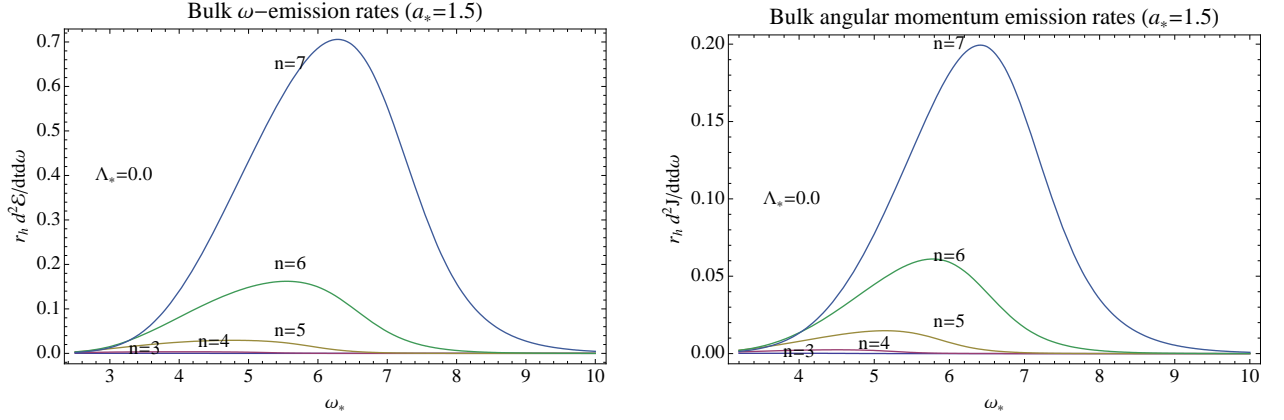 Bulk ω−emission rates (a*=1.5)
r_h d²ℰ/dtdω
0.7
0.6
0.5
0.4
0.3
0.2
0.1
0.0
n=7
Λ*=0.0
n=6
n=5
n=4
n=3
3 4 5 6 7 8 9 10
ω*
Bulk angular momentum emission rates (a*=1.5)
r_h d²J/dtdω
0.20
0.15
0.10
0.05
0.00
n=7
Λ*=0.0
n=6
n=5
n=4
n=3
4 5 6 7 8 9 10
ω*